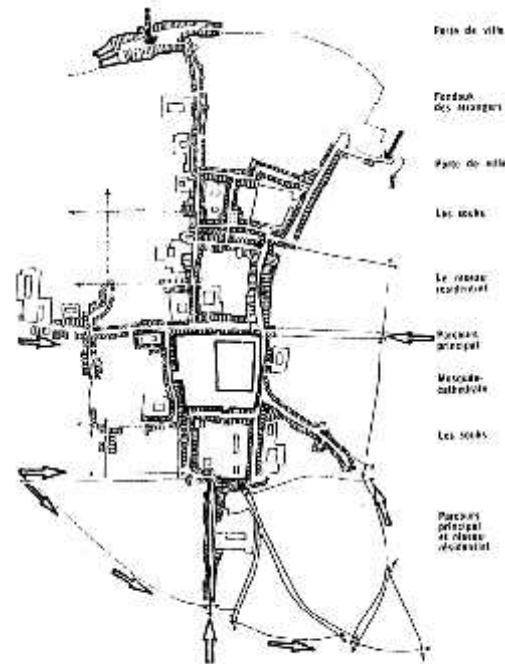 Porte de ville
Fondouk
des étrangers
Porte de ville
Les souks
Le réseau
résidentiel
Parcours
principal
Mosquée-
cathédrale
Les souks
Parcours
principal
et réseau
résidentiel